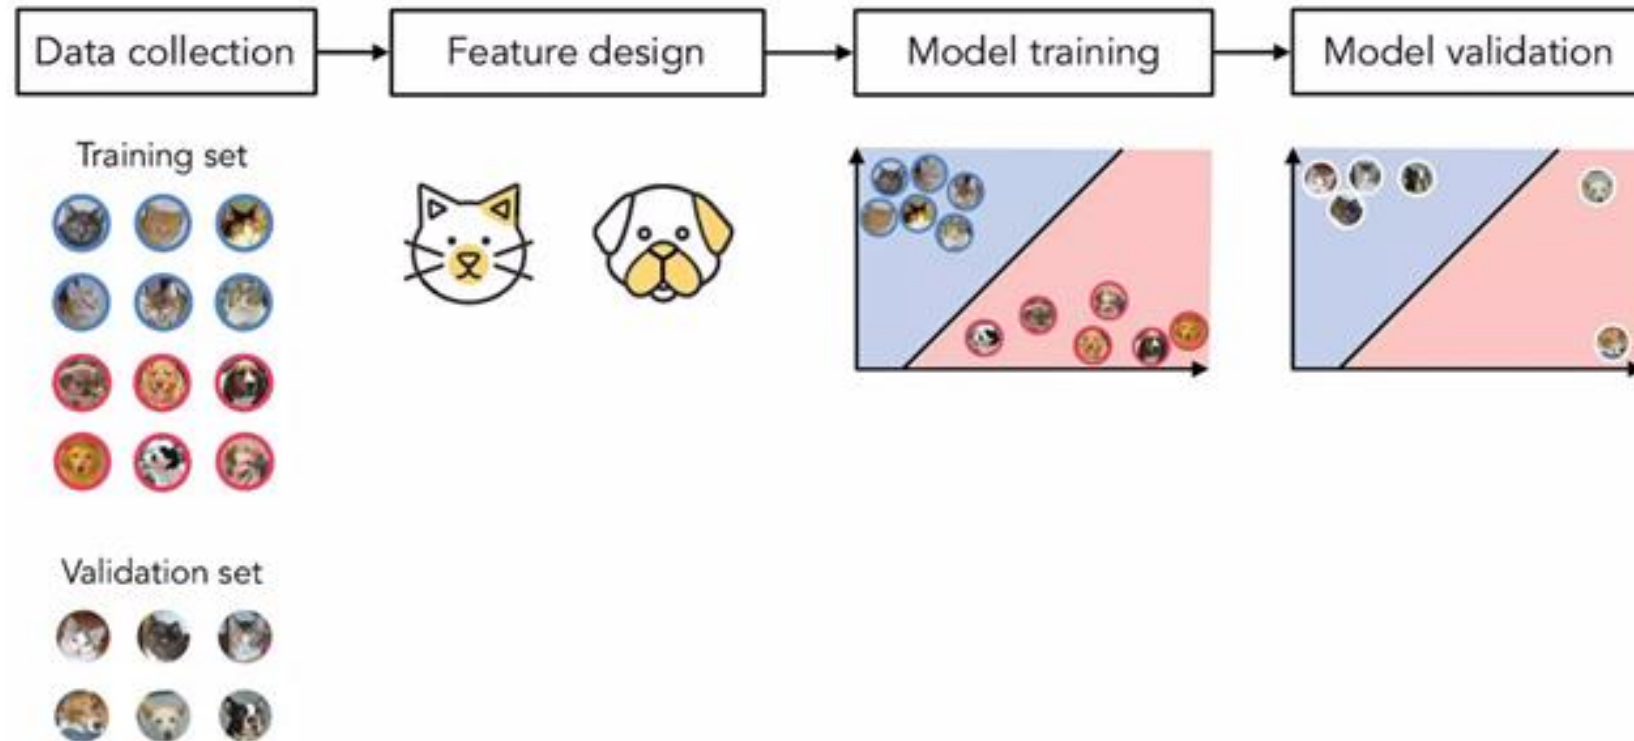 Data collection
Feature design
Model training
Model validation
Training set
Validation set